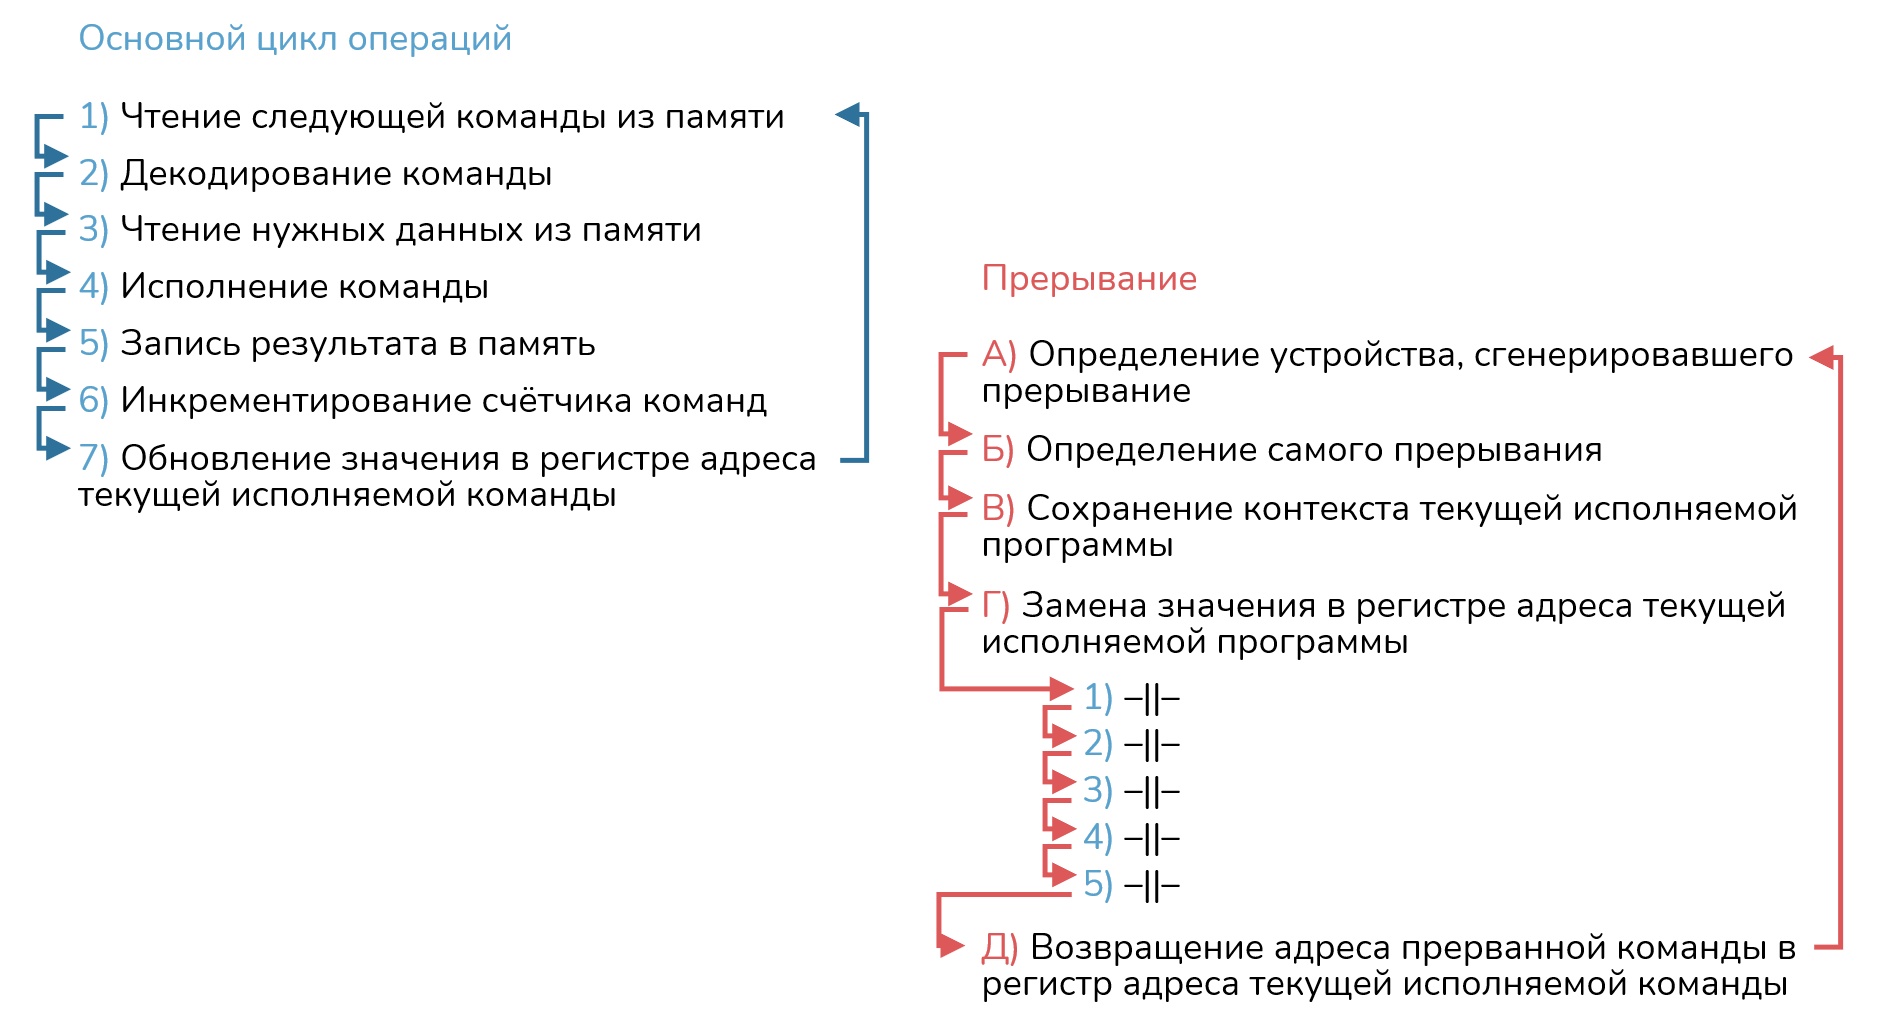 Основной цикл операций
1) Чтение следующей команды из памяти
2) Декодирование команды
3) Чтение нужных данных из памяти
4) Исполнение команды
5) Запись результата в память
6) Инкрементирование счётчика команд
7) Обновление значения в регистре адреса
текущей исполняемой команды
Прерывание
А) Определение устройства, сгенерировавшего
прерывание
Б) Определение самого прерывания
В) Сохранение контекста текущей исполняемой
программы
Г) Замена значения в регистре адреса текущей
исполняемой программы
1) –||–
2) –||–
3) –||–
4) –||–
5) –||–
Д) Возвращение адреса прерванной команды в
регистр адреса текущей исполняемой команды